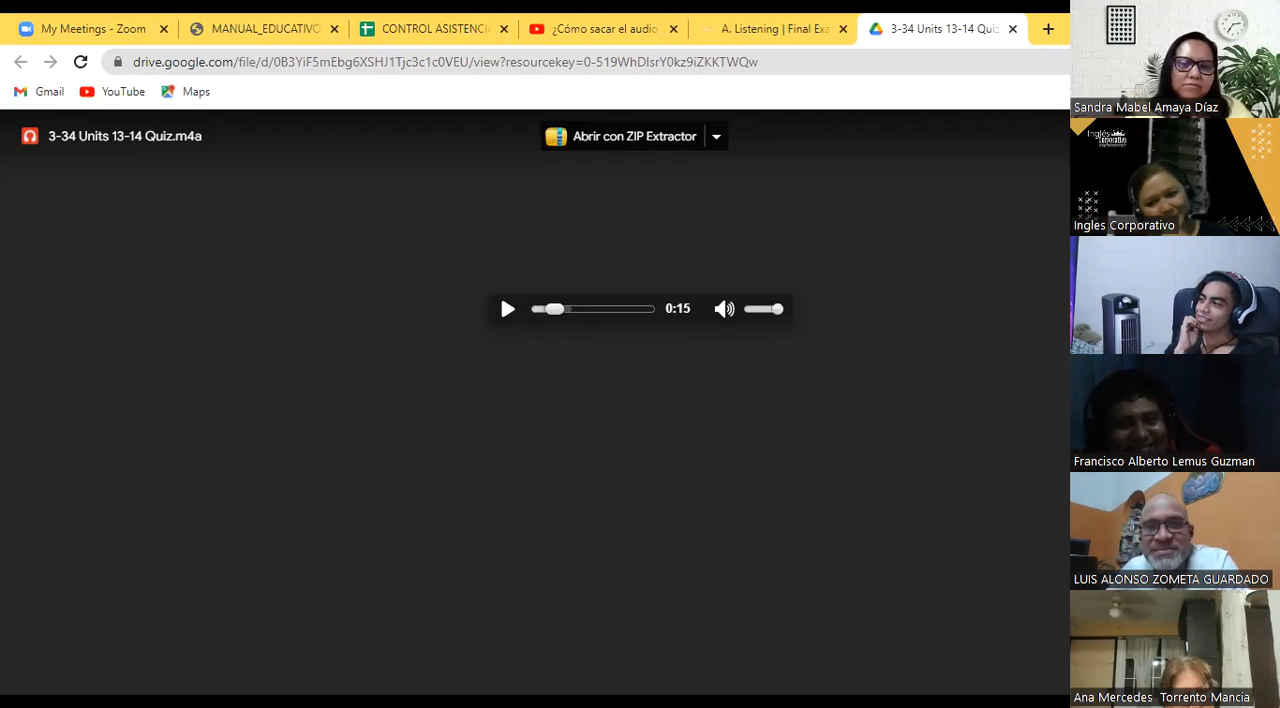 My Meetings - Zoom
MANUAL_EDUCATIVO
CONTROL ASISTENCIA
¿Cómo sacar el audio
A. Listening | Final Exa
3-34 Units 13-14 Quiz
drive.google.com/file/d/0B3YiF5mEbg6XSHJ1Tjc3c1c0VEU/view?resourcekey=0-519WhDlsrY0kz9iZKKTWQw
Gmail
YouTube
Maps
3-34 Units 13-14 Quiz.m4a
Abrir con ZIP Extractor
0:15
Sandra Mabel Amaya Díaz
Inglés
Corporativo
Ingles Corporativo
Francisco Alberto Lemus Guzman
LUIS ALONSO ZOMETA GUARDADO
Ana Mercedes Torrento Mancia